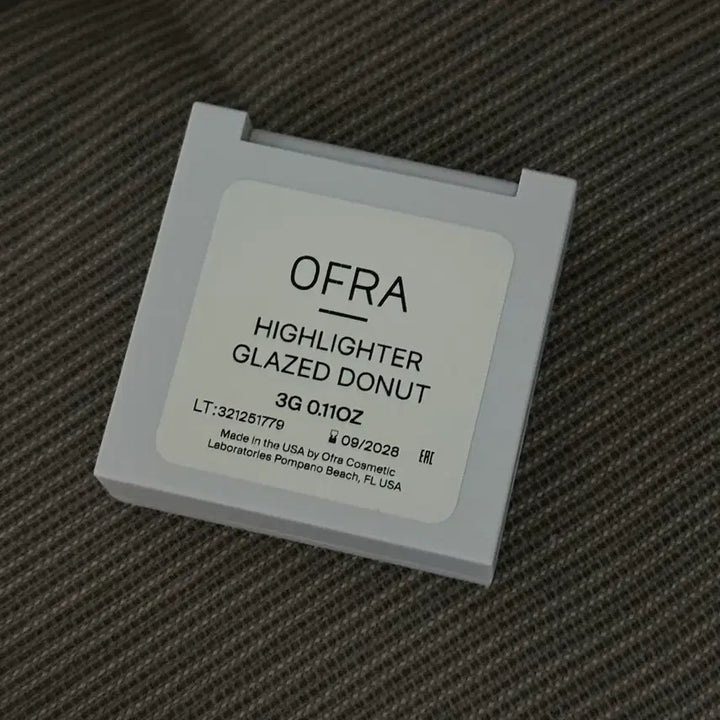 OFRA
HIGHLIGHTER
GLAZED DONUT
3G 0.11OZ
LT:321251779
09/2028
EAC
Made in the USA by Ofra Cosmetic
Laboratories Pompano Beach, FL USA